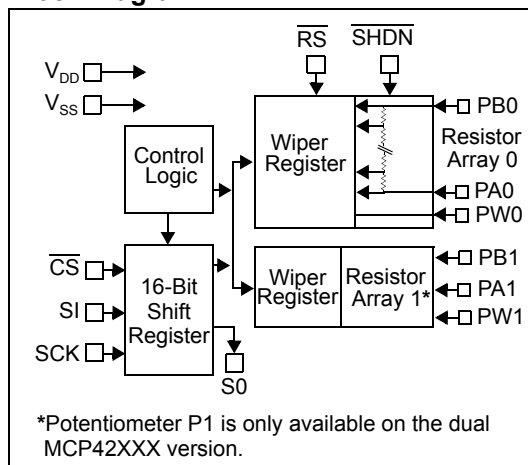 RS SHDN
VDD
VSS
Wiper
Register
PB0
Resistor
Array 0
PA0
PW0
Control
Logic
CS
SI
SCK
16-Bit
Shift
Register
S0
Wiper
Register
Resistor
Array 1*
PB1
PA1
PW1
*Potentiometer P1 is only available on the dual
MCP42XXX version.